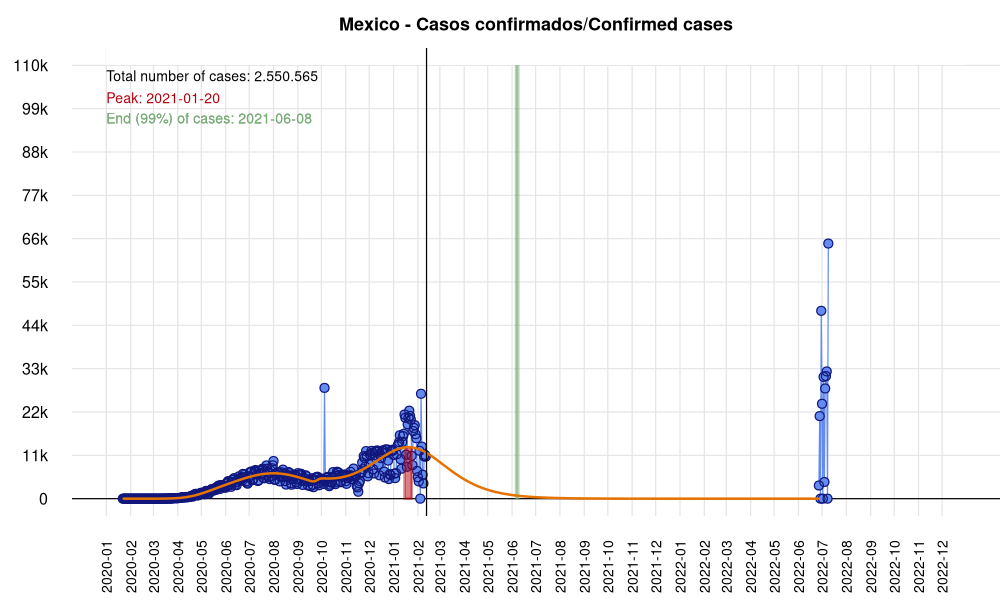 Mexico - Casos confirmados/Confirmed cases
110k
99k
88k
77k
66k
55k
44k
33k
22k
11k
0
Total number of cases: 2.550.565
Peak: 2021-01-20
End (99%) of cases: 2021-06-08
2020-01
2020-02
2020-03
2020-04
2020-05
2020-06
2020-07
2020-08
2020-09
2020-10
2020-11
2020-12
2021-01
2021-02
2021-03
2021-04
2021-05
2021-06
2021-07
2021-08
2021-09
2021-10
2021-11
2021-12
2022-01
2022-02
2022-03
2022-04
2022-05
2022-06
2022-07
2022-08
2022-09
2022-10
2022-11
2022-12